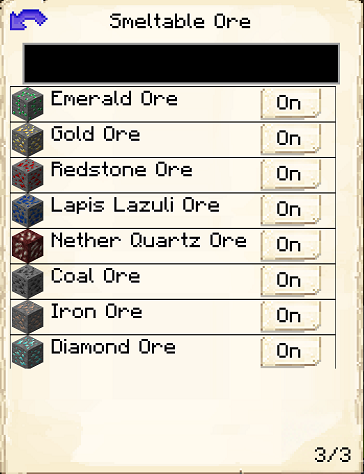 Smeltable Ore
Emerald Ore On
Gold Ore On
Redstone Ore On
Lapis Lazuli Ore On
Nether Quartz Ore On
Coal Ore On
Iron Ore On
Diamond Ore On
3/3